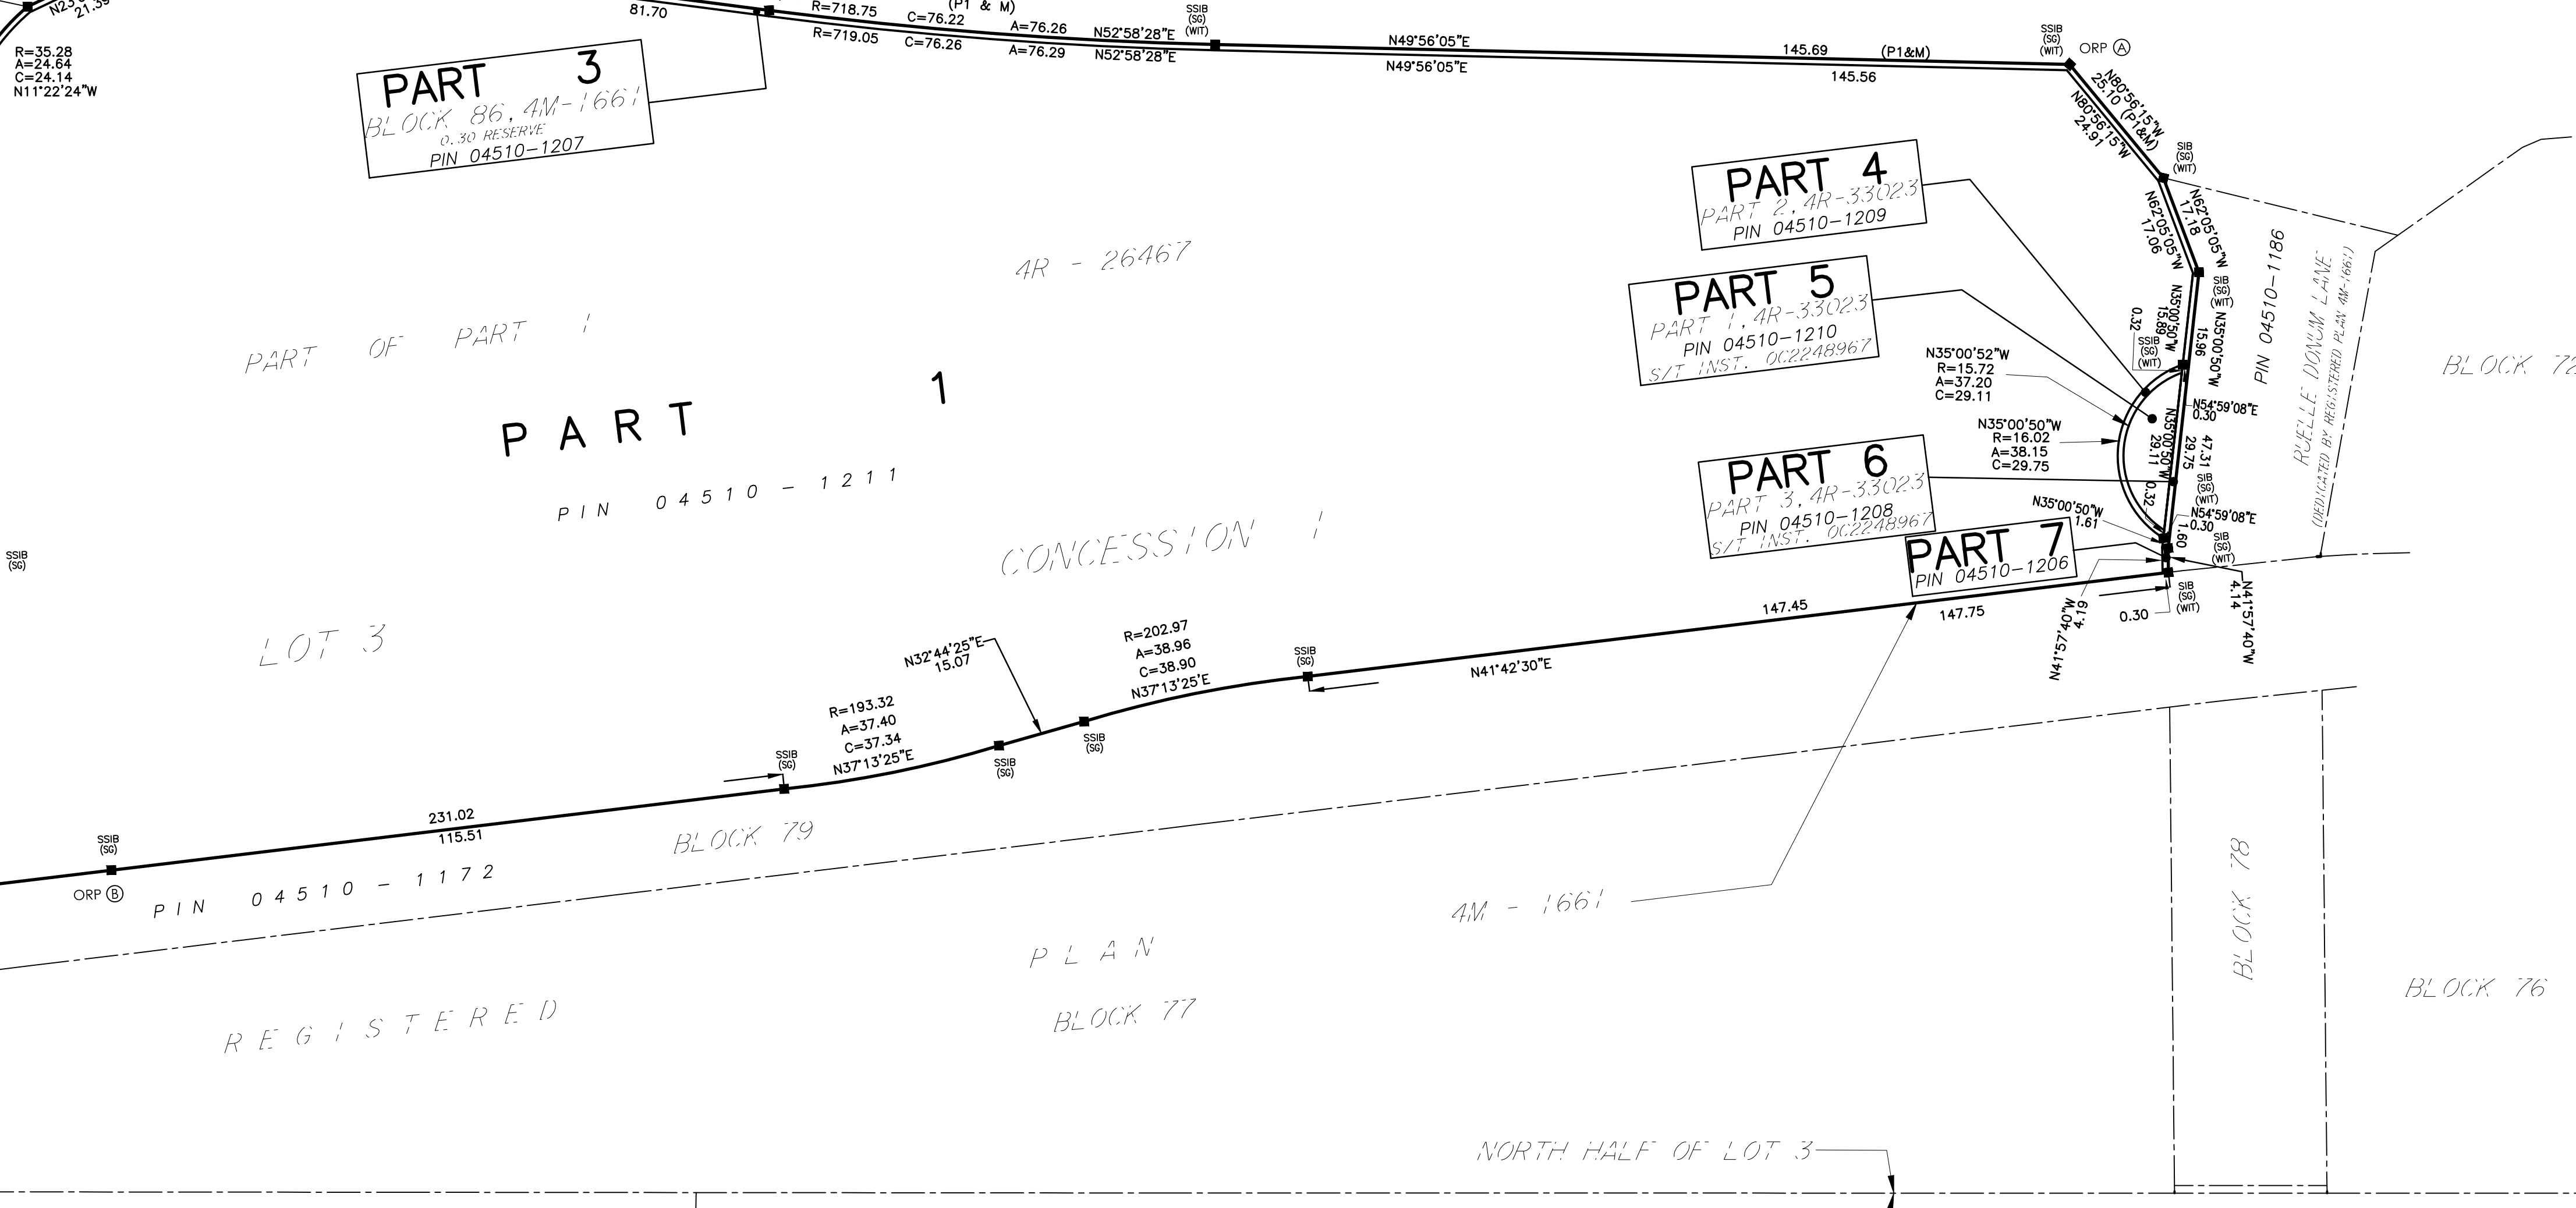 N23°
21.39
R=35.28
A=24.64
C=24.14
N11°22'24"W
81.70
R=718.75
C=76.22
(P1 & M)
A=76.26
N52°58'28"E
R=719.05
C=76.26
A=76.29
N52°58'28"E
SSIB
(SG)
(WIT)
N49°56'05"E
145.69
(P1&M)
N49°56'05"E
145.56
SSIB
(SG)
(WIT)
ORP A
N80°56'15"W
25.10 (P1&M)
N80°56'15"W
24.91
SIB
(SG)
(WIT)
N62°05'05"W
17.18
N62°05'05"W
17.06
SIB
(SG)
(WIT)
PART 3
BLOCK 86, 4M-1661
0.30 RESERVE
PIN 04510-1207
PART 4
PART 2, 4R-33023
PIN 04510-1209
PART 5
PART 1, 4R-33023
PIN 04510-1210
S/T INST. OC2248967
PART 6
PART 3, 4R-33023
PIN 04510-1208
S/T INST. OC2248967
PART 7
PIN 04510-1206
N35°00'50"W
15.89
0.32
SSIB
(SG)
(WIT)
N35°00'50"W
15.96
N35°00'52"W
R=15.72
A=37.20
C=29.11
N35°00'50"W
R=16.02
A=38.15
C=29.75
N54°59'08"E
0.30
N35°00'50"W
29.11
47.31
29.75
0.32
SIB
(SG)
(WIT)
N35°00'50"W
1.61
N54°59'08"E
0.30
1.60
SIB
(SG)
(WIT)
N41°57'40"W
4.19
N41°57'40"W
4.14
SIB
(SG)
(WIT)
0.30
PIN 04510-1186
RUELLE DONUM LANE
(DEDICATED BY REGISTERED PLAN 4M-1661)
BLOCK 72
4R - 26467
PART OF PART 1
PART 1
PIN 04510-1211
CONCESSION 1
SSIB
(SG)
LOT 3
N32°44'25"E
15.07
R=202.97
A=38.96
C=38.90
N37°13'25"E
SSIB
(SG)
147.45
147.75
N41°42'30"E
R=193.32
A=37.40
C=37.34
N37°13'25"E
SSIB
(SG)
SSIB
(SG)
SSIB
(SG)
231.02
115.51
BLOCK 79
SSIB
(SG)
ORP B
PIN 04510-1172
4M - 1661
PLAN
REGISTERED
BLOCK 77
BLOCK 78
BLOCK 76
NORTH HALF OF LOT 3